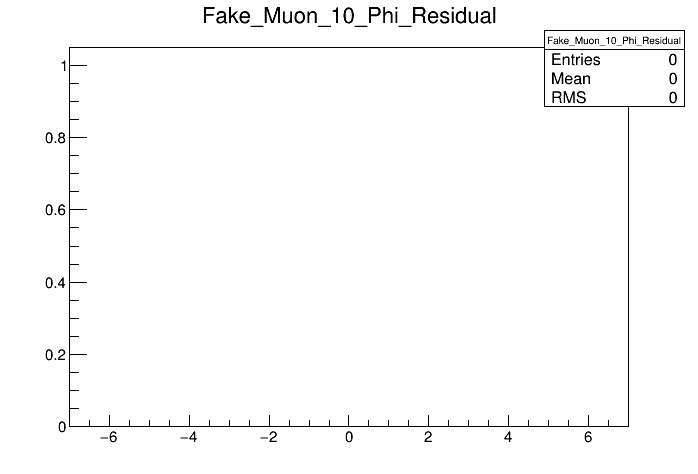 Fake_Muon_10_Phi_Residual
Fake_Muon_10_Phi_Residual
Entries 0
Mean 0
RMS 0
1
0.8
0.6
0.4
0.2
0
−6 −4 −2 0 2 4 6